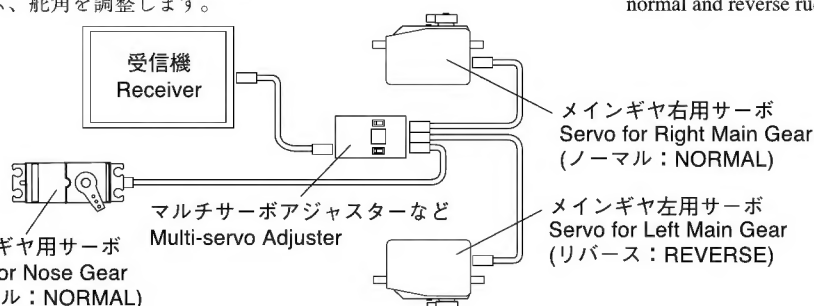 、舵角を調整します。
normal and reverse
受信機
Receiver
メインギヤ右用サーボ
Servo for Right Main Gear
(ノーマル：NORMAL)
マルチサーボアジャスターなど
Multi-servo Adjuster
メインギヤ左用サーボ
Servo for Left Main Gear
(リバース：REVERSE)
ギヤ用サーボ
or Nose Gear
ル：NORMAL)